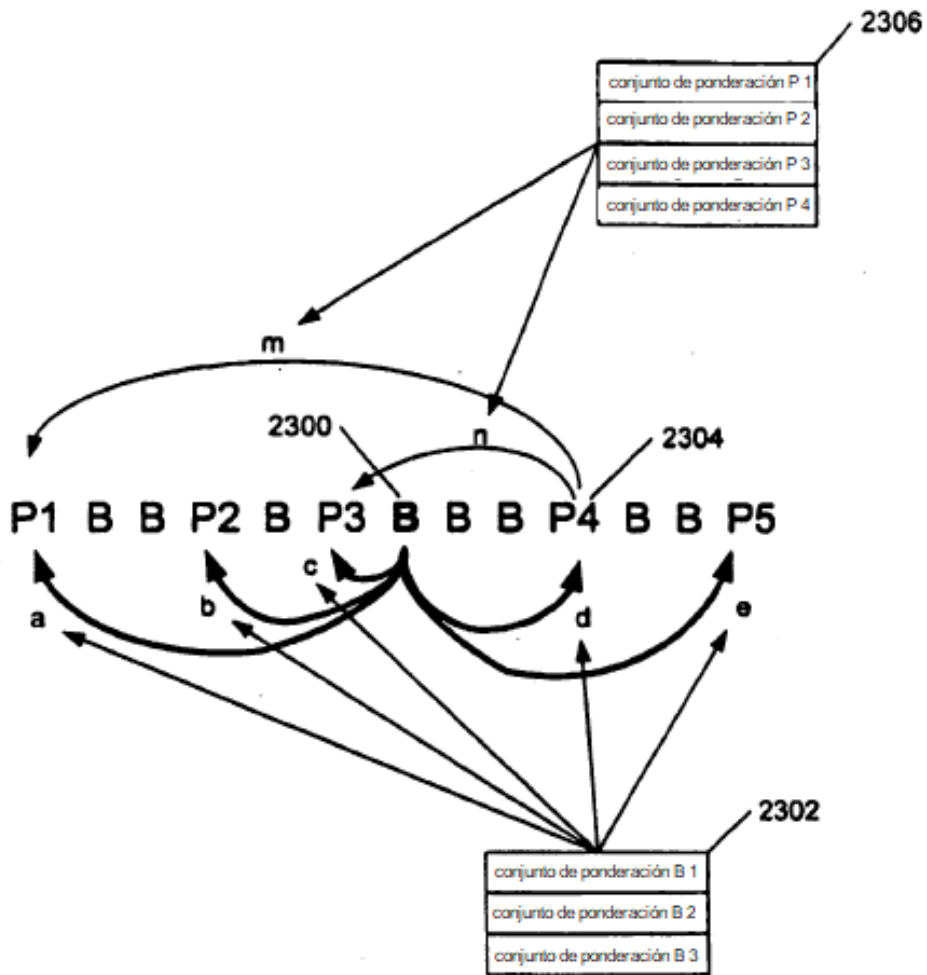 2306
conjunto de ponderación P 1
conjunto de ponderación P 2
conjunto de ponderación P 3
conjunto de ponderación P 4
m
2300
n
2304
P1 B B P2 B P3 B B B P4 B B P5
a
b
c
d
e
2302
conjunto de ponderación B 1
conjunto de ponderación B 2
conjunto de ponderación B 3